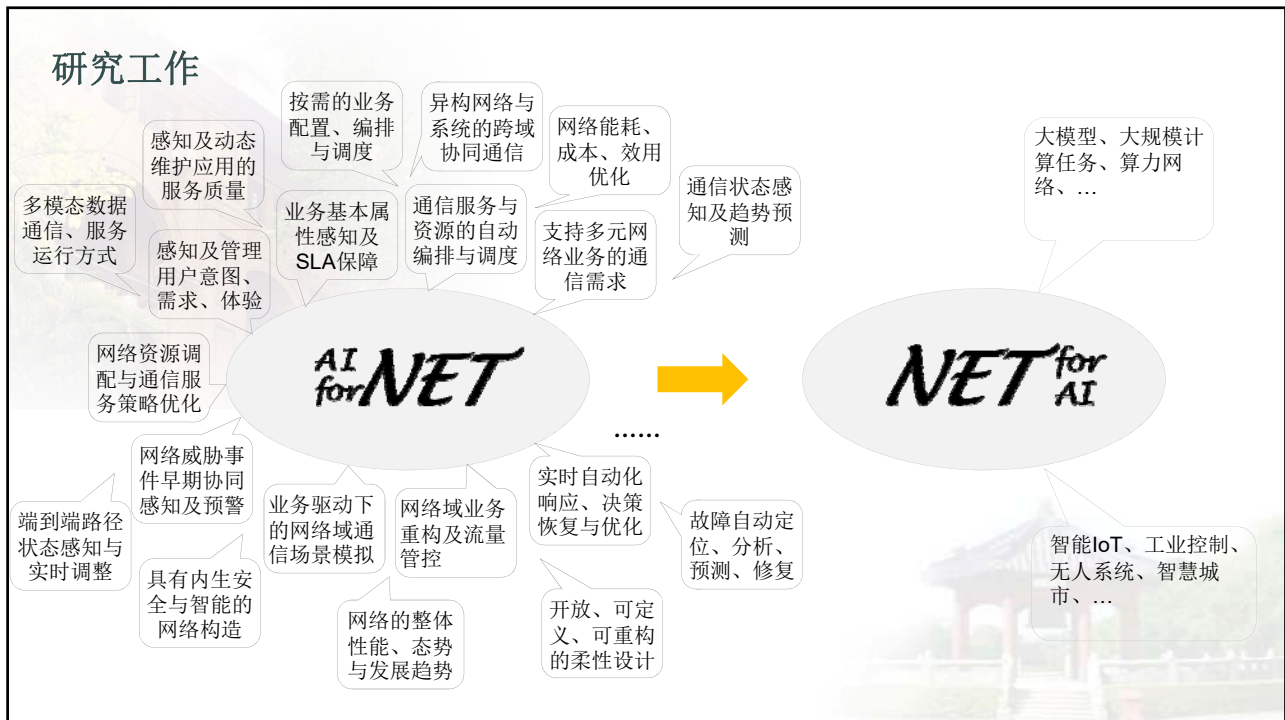 研究工作
按需的业务
配置、编排
与调度
异构网络与
系统的跨域
协同通信
网络能耗、
成本、效用
优化
感知及动态
维护应用的
服务质量
通信状态感
知及趋势预
测
多模态数据
通信、服务
运行方式
感知及管理
用户意图、
需求、体验
业务基本属
性感知及
SLA保障
通信服务与
资源的自动
编排与调度
支持多元网
络业务的通
信需求
网络资源调
配与通信服
务策略优化
AI
for NET
……
网络威胁事
件早期协同
感知及预警
端到端路径
状态感知与
实时调整
具有内生安
全与智能的
网络构造
业务驱动下
的网络域通
信场景模拟
网络域业务
重构及流量
管控
实时自动化
响应、决策
恢复与优化
故障自动定
位、分析、
预测、修复
网络的整体
性能、态势
与发展趋势
开放、可定
义、可重构
的柔性设计
大模型、大规模计
算任务、算力网
络、…
NET for
AI
智能IoT、工业控制、
无人系统、智慧城
市、…